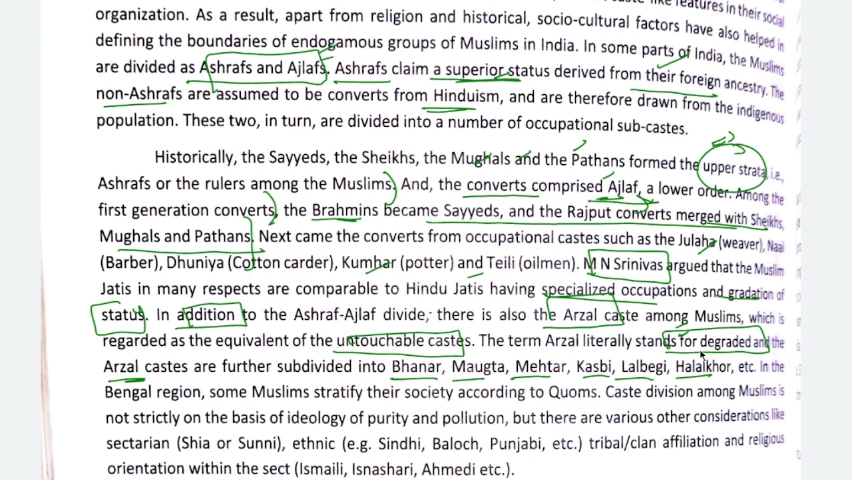 features in their social
organization. As a result, apart from religion and historical, socio-cultural factors have also helped in
defining the boundaries of endogamous groups of Muslims in India. In some parts of India, the Muslims
are divided as Ashrafs and Ajlafs. Ashrafs claim a superior status derived from their foreign ancestry. The
non-Ashrafs are assumed to be converts from Hinduism, and are therefore drawn from the indigenous
population. These two, in turn, are divided into a number of occupational sub-castes.
Historically, the Sayyeds, the Sheikhs, the Mughals and the Pathans formed the upper strata, i.e.,
Ashrafs or the rulers among the Muslims. And, the converts comprised Ajlaf, a lower order. Among the
first generation converts, the Brahmins became Sayyeds, and the Rajput converts merged with Sheikhs,
Mughals and Pathans. Next came the converts from occupational castes such as the Julaha (weaver), Naai
(Barber), Dhuniya (Cotton carder), Kumhar (potter) and Teili (oilmen). M N Srinivas argued that the Muslim
Jatis in many respects are comparable to Hindu Jatis having specialized occupations and gradation of
status. In addition to the Ashraf-Ajlaf divide, there is also the Arzal caste among Muslims, which is
regarded as the equivalent of the untouchable castes. The term Arzal literally stands for degraded and the
Arzal castes are further subdivided into Bhanar, Maugta, Mehtar, Kasbi, Lalbegi, Halalkhor, etc. In the
Bengal region, some Muslims stratify their society according to Quoms. Caste division among Muslims is
not strictly on the basis of ideology of purity and pollution, but there are various other considerations like
sectarian (Shia or Sunni), ethnic (e.g. Sindhi, Baloch, Punjabi, etc.) tribal/clan affiliation and religious
orientation within the sect (Ismaili, Isnashari, Ahmedi etc.).